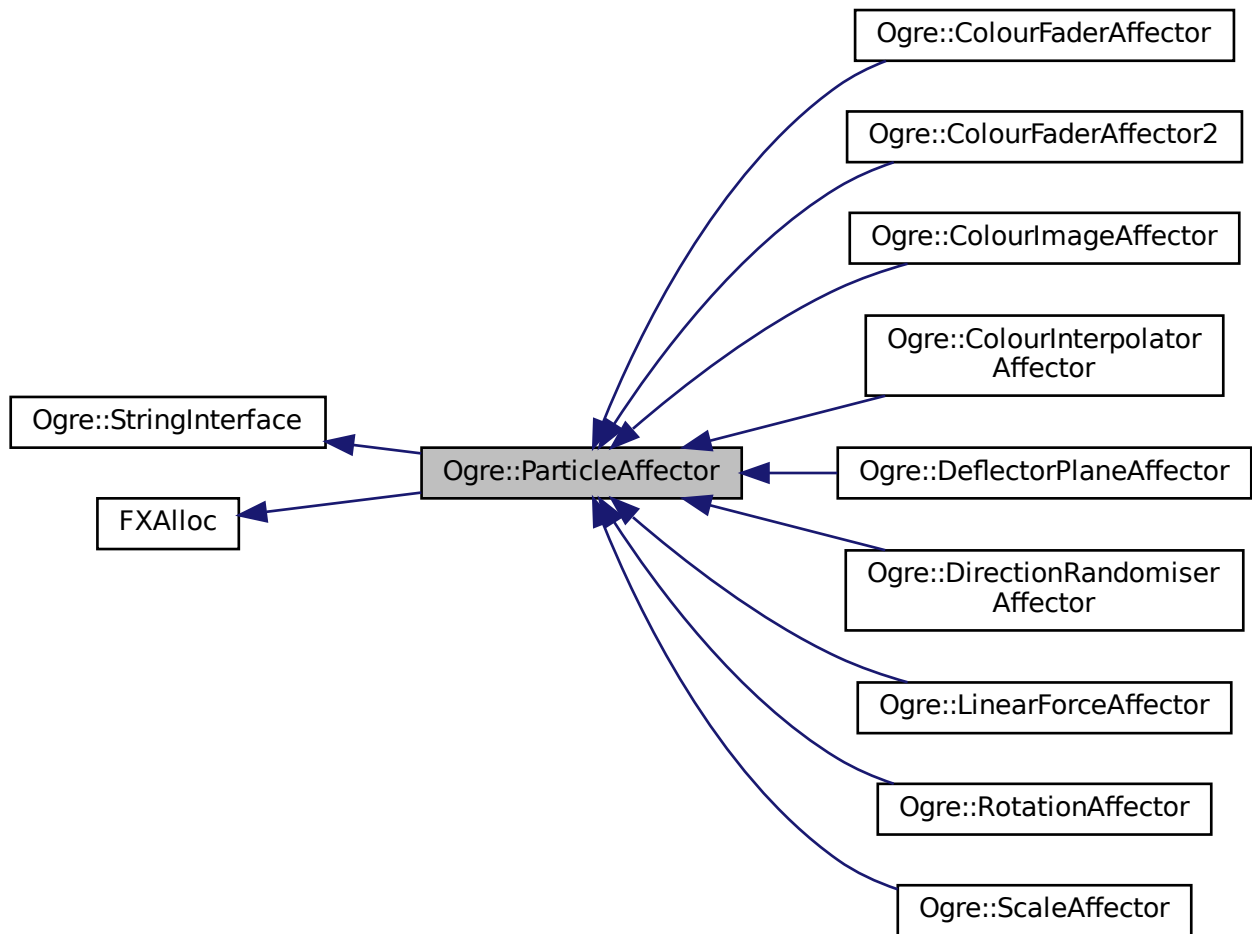 Ogre::StringInterface
FXAlloc
Ogre::ParticleAffector
Ogre::ColourFaderAffector
Ogre::ColourFaderAffector2
Ogre::ColourImageAffector
Ogre::ColourInterpolator
Affector
Ogre::DeflectorPlaneAffector
Ogre::DirectionRandomiser
Affector
Ogre::LinearForceAffector
Ogre::RotationAffector
Ogre::ScaleAffector